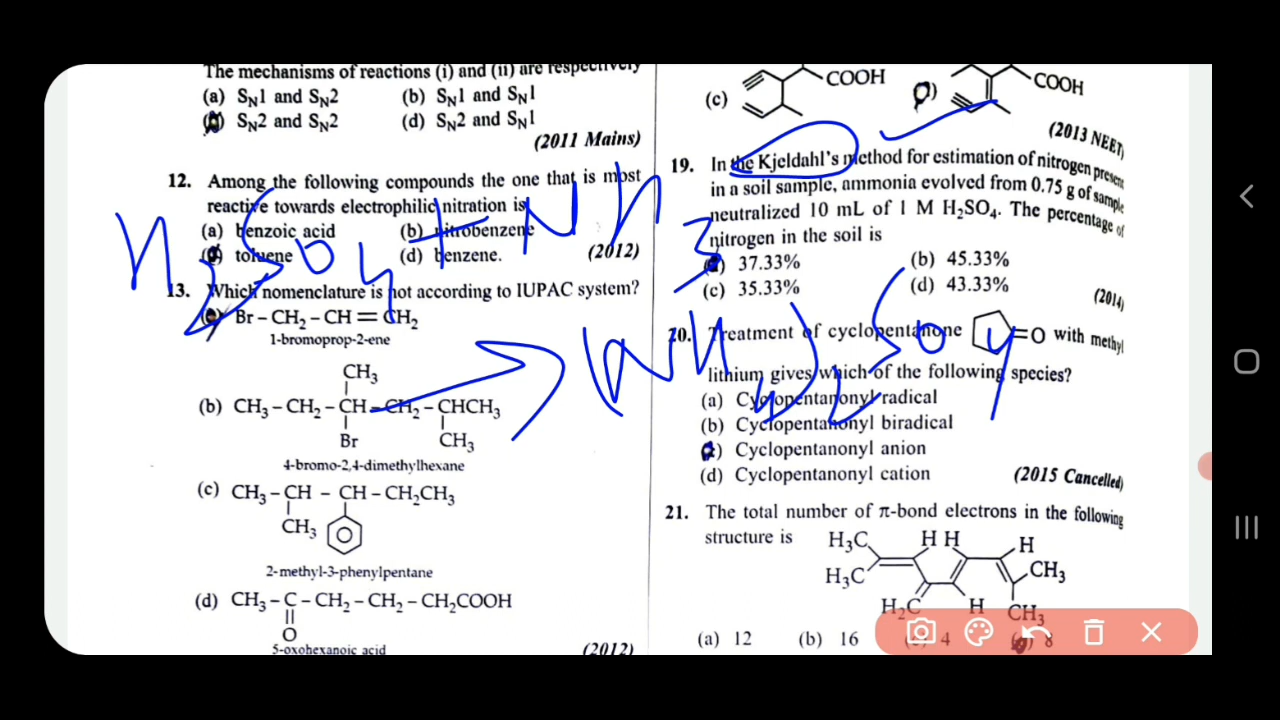 The mechanisms of reactions (i) and (ii) are respectively
(a) SN1 and SN2 (b) SN1 and SN1
SN2 and SN2 (d) SN2 and SN1
(2011 Mains)
12. Among the following compounds the one that is most
reactive towards electrophilic nitration is
(a) benzoic acid (b) nitrobenzene
toluene (d) benzene. (2012)
13. Which nomenclature is not according to IUPAC system?
Br – CH2 – CH = CH2
1-bromoprop-2-ene
CH3
(b) CH3 – CH2 – CH – CH2 – CHCH3
Br CH3
4-bromo-2,4-dimethylhexane
(c) CH3 – CH – CH – CH2CH3
CH3
2-methyl-3-phenylpentane
(d) CH3 – C – CH2 – CH2 – CH2COOH
O
5-oxohexanoic acid (2012)
(c) COOH COOH
(2013 NEET)
19. In the Kjeldahl's method for estimation of nitrogen present
in a soil sample, ammonia evolved from 0.75 g of sample
neutralized 10 mL of 1 M H2SO4. The percentage of
nitrogen in the soil is
37.33% (b) 45.33%
(c) 35.33% (d) 43.33%
(2014)
20. Treatment of cyclopentanone =O with methyl
lithium gives which of the following species?
(a) Cyclopentanonyl radical
(b) Cyclopentanonyl biradical
Cyclopentanonyl anion
(d) Cyclopentanonyl cation
(2015 Cancelled)
21. The total number of π-bond electrons in the following
structure is
H3C H H H
H3C CH3
H2C H CH3
(a) 12 (b) 16 4 8
H2SO4 + NH3
(NH4)2SO4